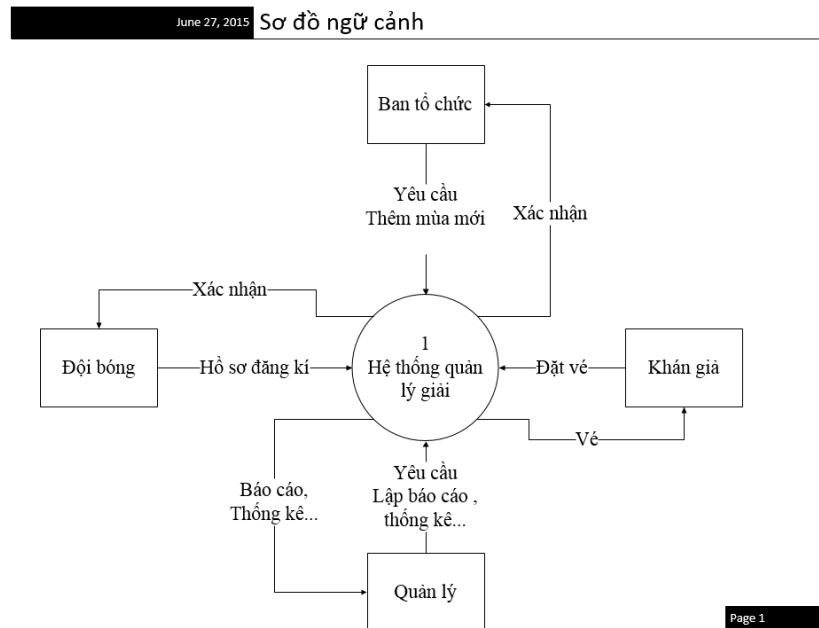 June 27, 2015 Sơ đồ ngữ cảnh
Ban tổ chức
Yêu cầu
Thêm mùa mới
Xác nhận
Xác nhận
1
Hệ thống quản
lý giải
Đội bóng
Hồ sơ đăng kí
Đặt vé
Khán giả
Vé
Báo cáo,
Thống kê...
Yêu cầu
Lập báo cáo ,
thống kê...
Quản lý
Page 1